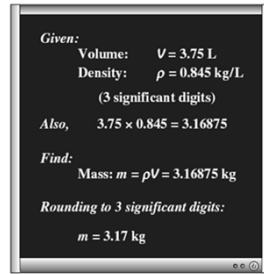 Given:
Volume: V = 3.75 L
Density: ρ = 0.845 kg/L
(3 significant digits)
Also, 3.75 × 0.845 = 3.16875
Find:
Mass: m = ρV = 3.16875 kg
Rounding to 3 significant digits:
m = 3.17 kg